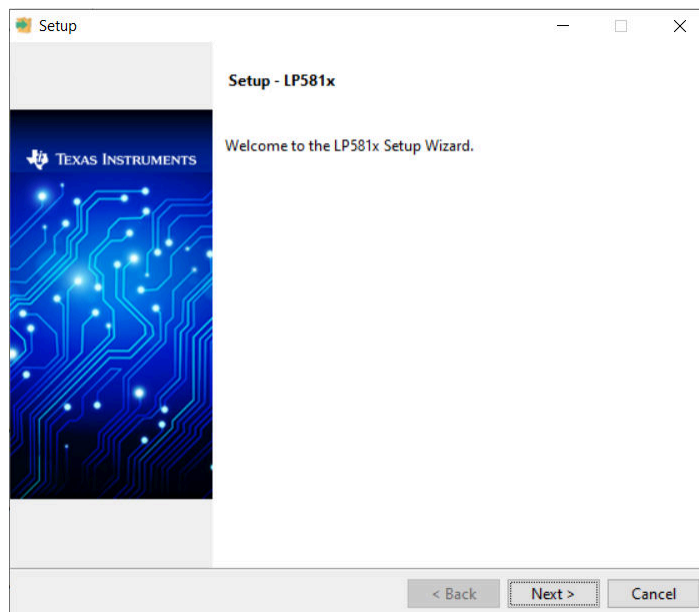 Setup
Setup - LP581x
Welcome to the LP581x Setup Wizard.
TEXAS INSTRUMENTS
< Back
Next >
Cancel